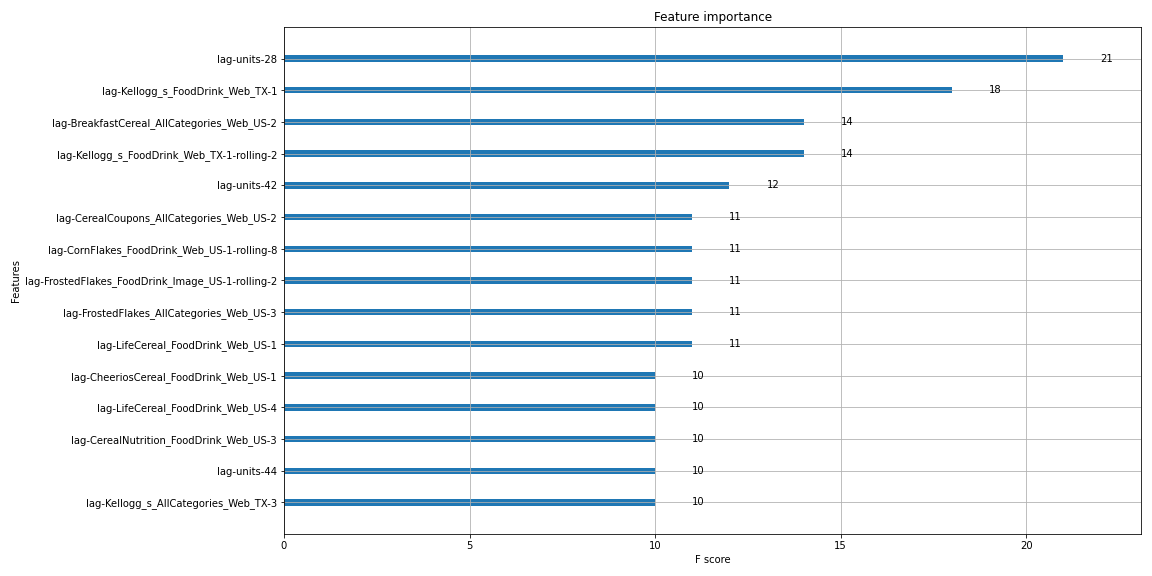 Feature importance
lag-units-28 21
lag-Kellogg_s_FoodDrink_Web_TX-1 18
lag-BreakfastCereal_AllCategories_Web_US-2 14
lag-Kellogg_s_FoodDrink_Web_TX-1-rolling-2 14
lag-units-42 12
lag-CerealCoupons_AllCategories_Web_US-2 11
lag-CornFlakes_FoodDrink_Web_US-1-rolling-8 11
lag-FrostedFlakes_FoodDrink_Image_US-1-rolling-2 11
lag-FrostedFlakes_AllCategories_Web_US-3 11
lag-LifeCereal_FoodDrink_Web_US-1 11
lag-CheeriosCereal_FoodDrink_Web_US-1 10
lag-LifeCereal_FoodDrink_Web_US-4 10
lag-CerealNutrition_FoodDrink_Web_US-3 10
lag-units-44 10
lag-Kellogg_s_AllCategories_Web_TX-3 10
Features
0 5 10 15 20
F score